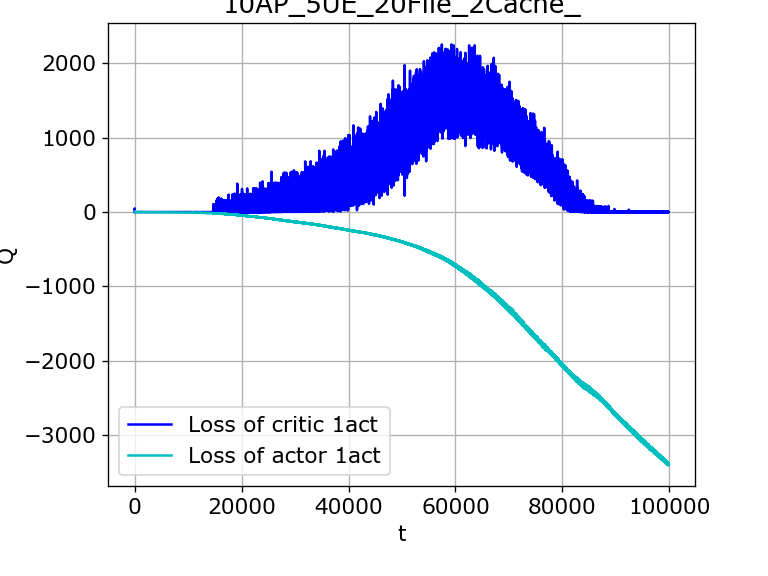 10AP_5UE_20File_2Cache_
2000
1000
0
−1000
−2000
−3000
Q
Loss of critic 1act
Loss of actor 1act
0 20000 40000 60000 80000 100000
t